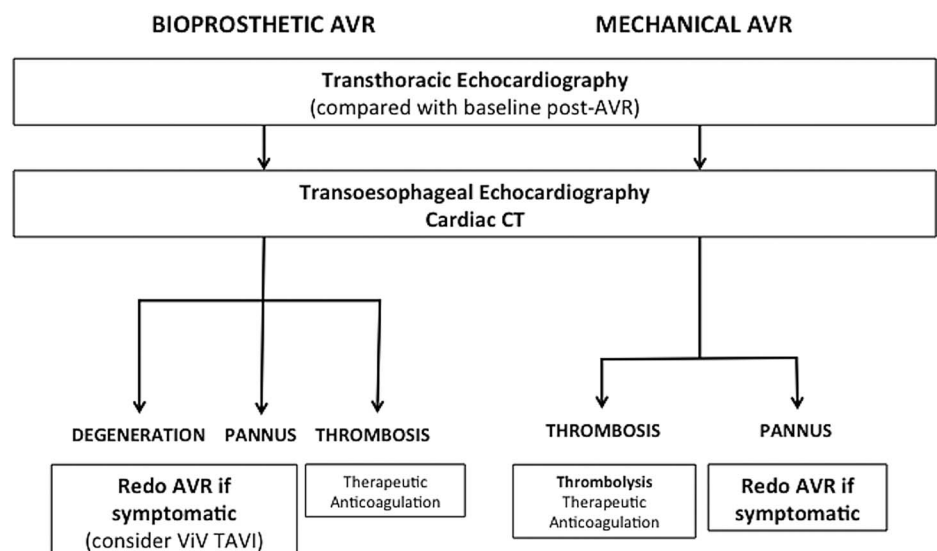 BIOPROSTHETIC AVR
MECHANICAL AVR
Transthoracic Echocardiography
(compared with baseline post-AVR)
Transoesophageal Echocardiography
Cardiac CT
DEGENERATION
PANNUS
THROMBOSIS
THROMBOSIS
PANNUS
Redo AVR if
symptomatic
(consider ViV TAVI)
Therapeutic
Anticoagulation
Thrombolysis
Therapeutic
Anticoagulation
Redo AVR if
symptomatic